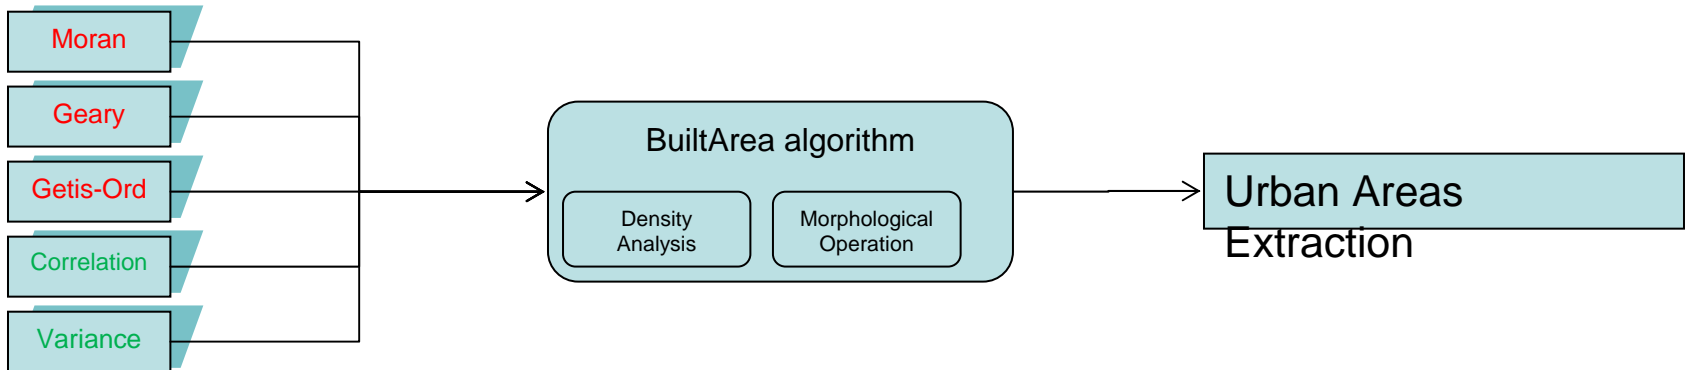 Moran
Geary
Getis-Ord
Correlation
Variance
BuiltArea algorithm
Density
Analysis
Morphological
Operation
Urban Areas
Extraction